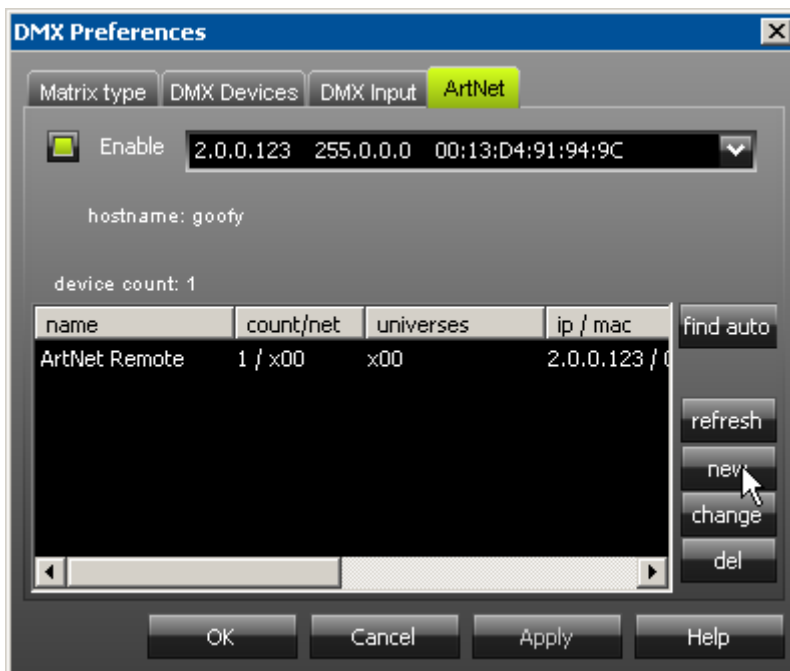 DMX Preferences
Matrix type DMX Devices DMX Input ArtNet
Enable 2.0.0.123 255.0.0.0 00:13:D4:91:94:9C
hostname: goofy
device count: 1
name count/net universes ip / mac find auto
ArtNet Remote 1 / x00 x00 2.0.0.123 /
refresh
new
change
del
OK Cancel Apply Help